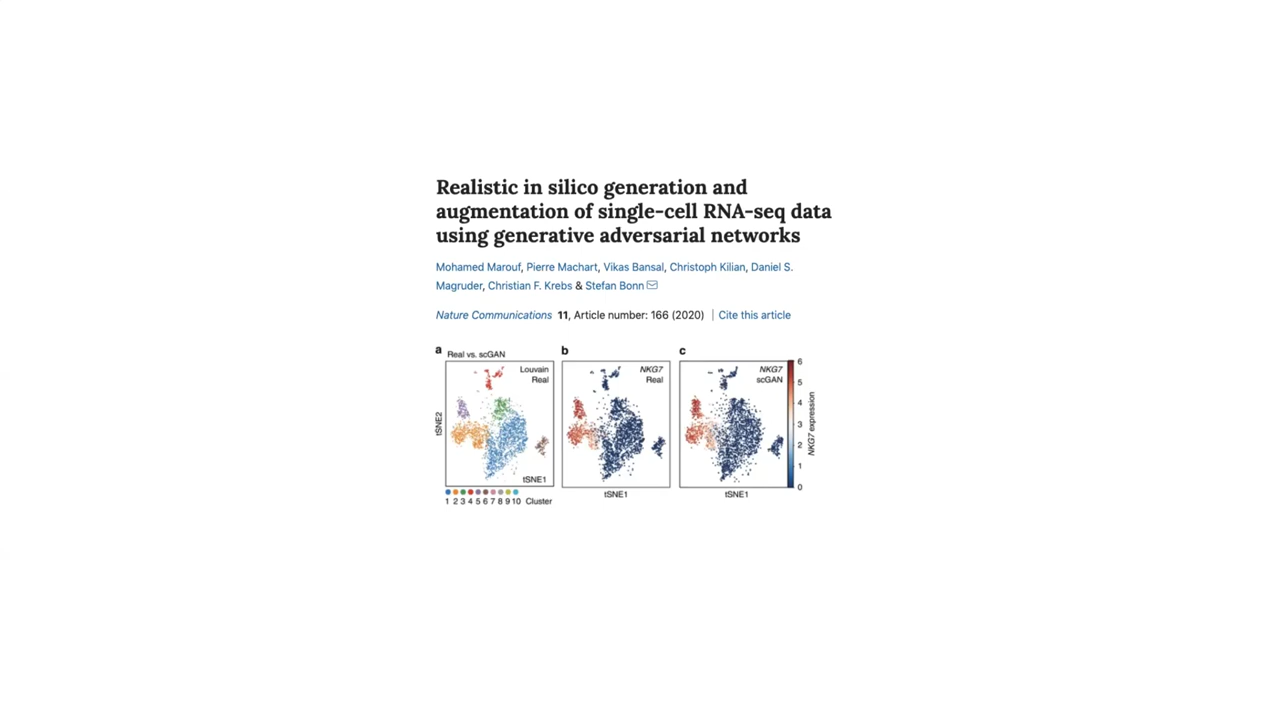 Realistic in silico generation and
augmentation of single-cell RNA-seq data
using generative adversarial networks
Mohamed Marouf, Pierre Machart, Vikas Bansal, Christoph Kilian, Daniel S.
Magruder, Christian F. Krebs & Stefan Bonn
Nature Communications 11, Article number: 166 (2020) | Cite this article
a Real vs. scGAN
Louvain
Real
tSNE2
tSNE1
1 2 3 4 5 6 7 8 9 10 Cluster
b
NKG7
Real
tSNE1
c
NKG7
scGAN
tSNE1
6
5
4
3
2
1
0
NKG7 expression